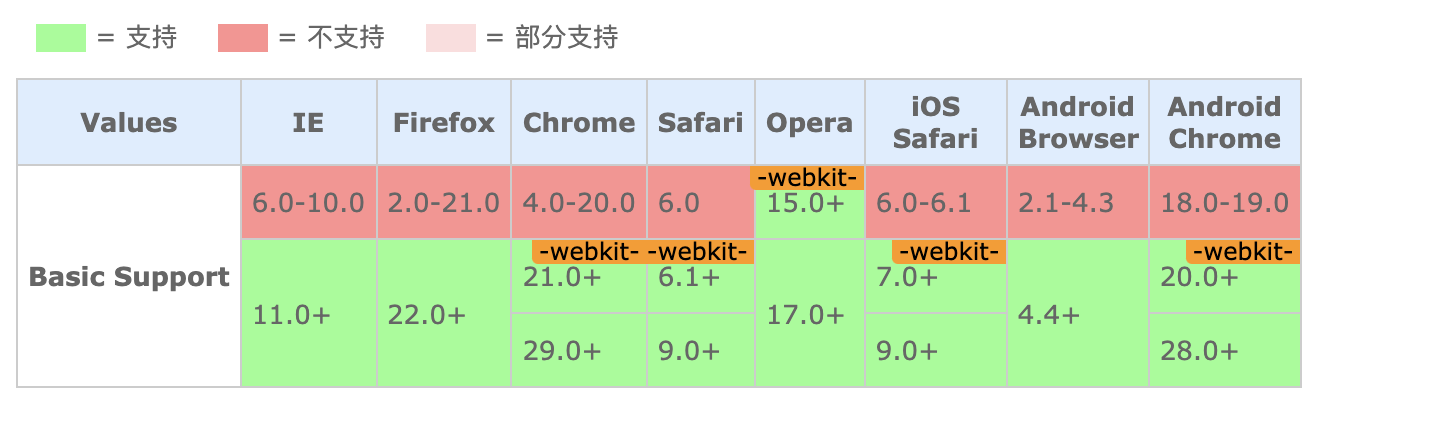 = 支持 = 不支持 = 部分支持
Values IE Firefox Chrome Safari Opera iOS Safari Android Browser Android Chrome
-webkit-
6.0-10.0 2.0-21.0 4.0-20.0 6.0 15.0+ 6.0-6.1 2.1-4.3 18.0-19.0
-webkit- -webkit- -webkit- -webkit-
Basic Support 21.0+ 6.1+ 7.0+ 20.0+
11.0+ 22.0+ 17.0+ 4.4+
29.0+ 9.0+ 9.0+ 28.0+